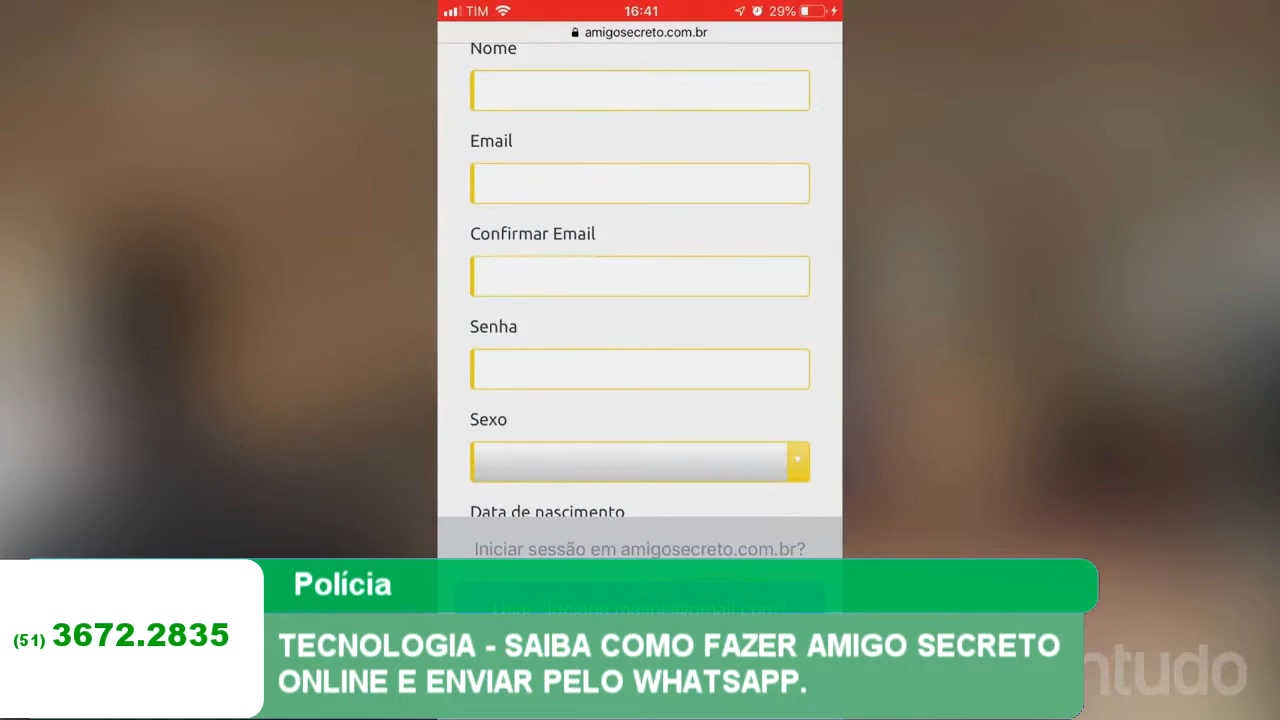 TIM 16:41 29%
amigosecreto.com.br
Nome
Email
Confirmar Email
Senha
Sexo
Data de nascimento
Iniciar sessão em amigosecreto.com.br?
Polícia
(51) 3672.2835
TECNOLOGIA - SAIBA COMO FAZER AMIGO SECRETO
ONLINE E ENVIAR PELO WHATSAPP.
ntudo